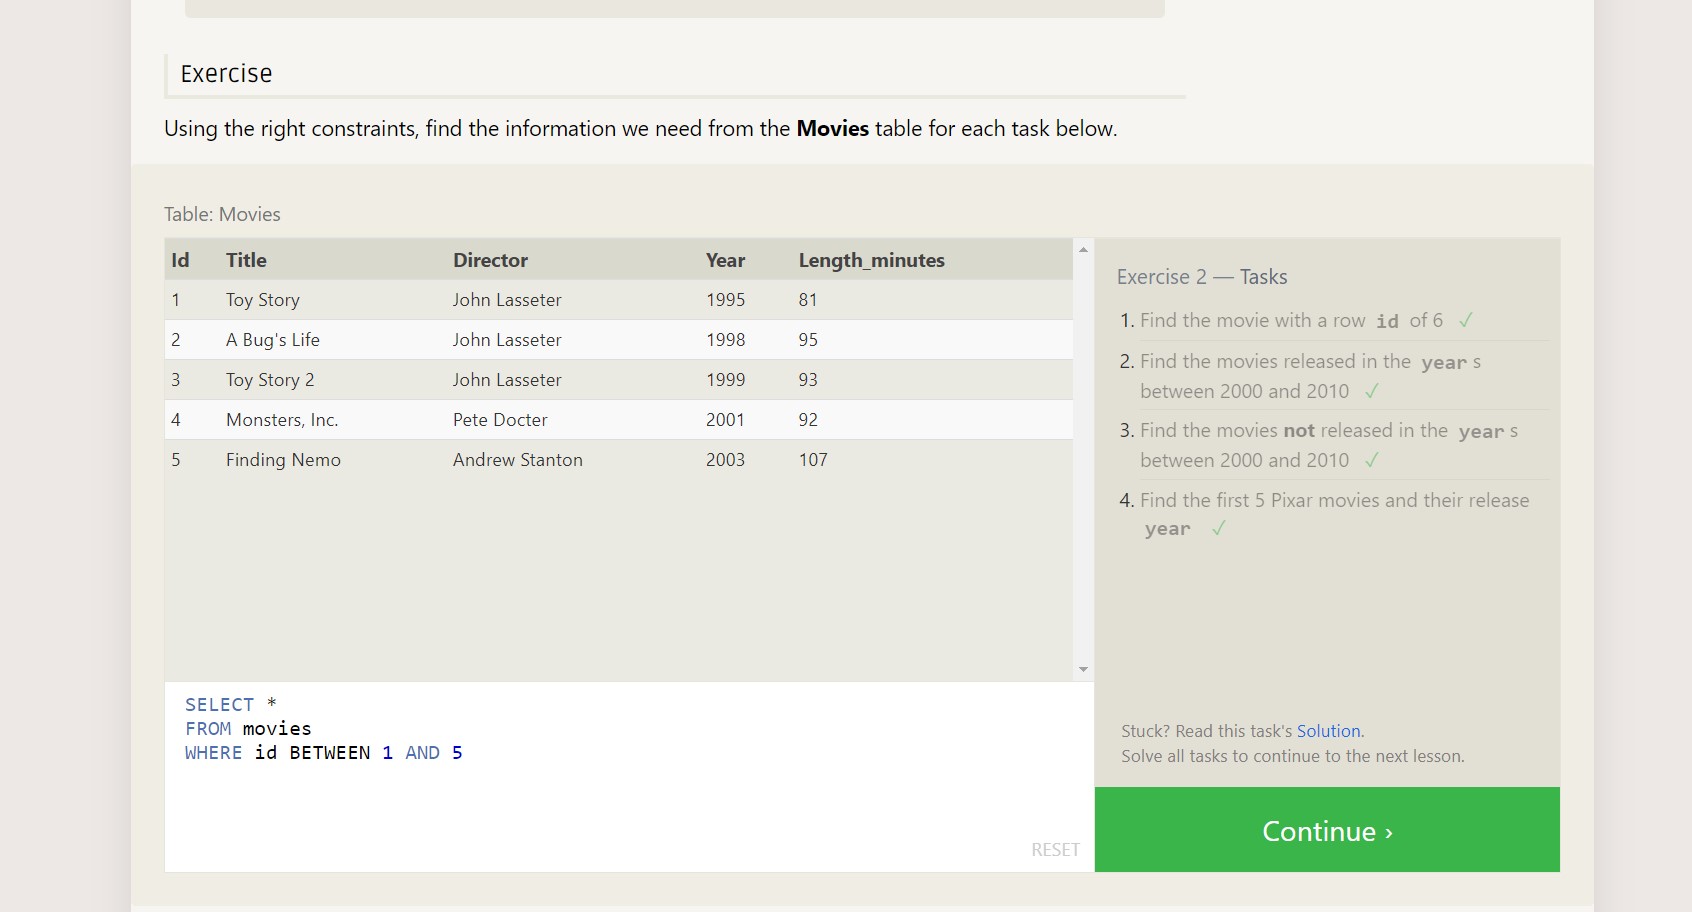 Exercise
Using the right constraints, find the information we need from the Movies table for each task below.
Table: Movies
Id Title Director Year Length_minutes
1 Toy Story John Lasseter 1995 81
2 A Bug's Life John Lasseter 1998 95
3 Toy Story 2 John Lasseter 1999 93
4 Monsters, Inc. Pete Docter 2001 92
5 Finding Nemo Andrew Stanton 2003 107
SELECT *
FROM movies
WHERE id BETWEEN 1 AND 5
RESET
Exercise 2 — Tasks
1. Find the movie with a row id of 6 ✓
2. Find the movies released in the year s
between 2000 and 2010 ✓
3. Find the movies not released in the year s
between 2000 and 2010 ✓
4. Find the first 5 Pixar movies and their release
year ✓
Stuck? Read this task's Solution.
Solve all tasks to continue to the next lesson.
Continue ›